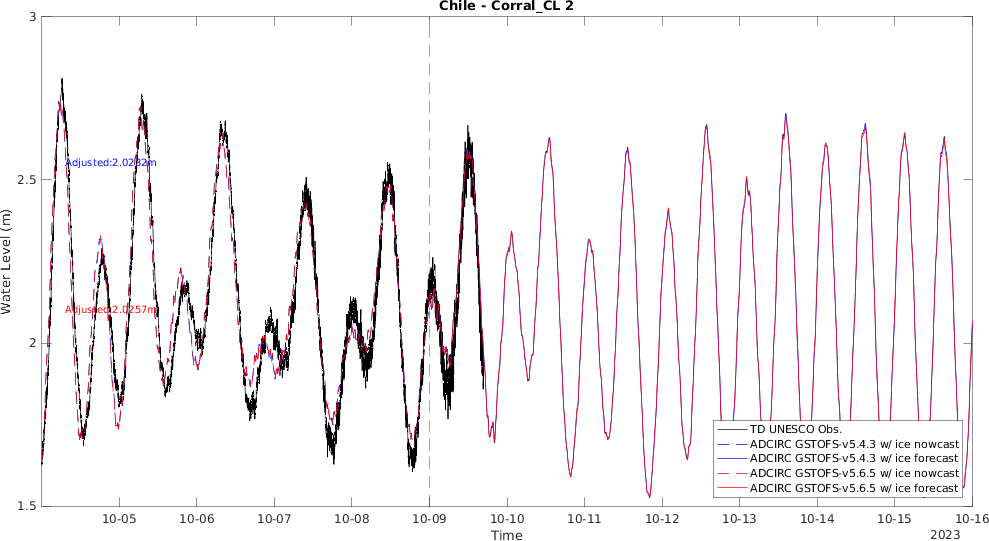 Chile - Corral_CL 2
3
2.5
2
1.5
Water Level (m)
Adjusted:2.0282m
Adjusted:2.0257m
TD UNESCO Obs.
ADCIRC GSTOFS-v5.4.3 w/ ice nowcast
ADCIRC GSTOFS-v5.4.3 w/ ice forecast
ADCIRC GSTOFS-v5.6.5 w/ ice nowcast
ADCIRC GSTOFS-v5.6.5 w/ ice forecast
10-05 10-06 10-07 10-08 10-09 10-10 10-11 10-12 10-13 10-14 10-15 10-16
Time
2023